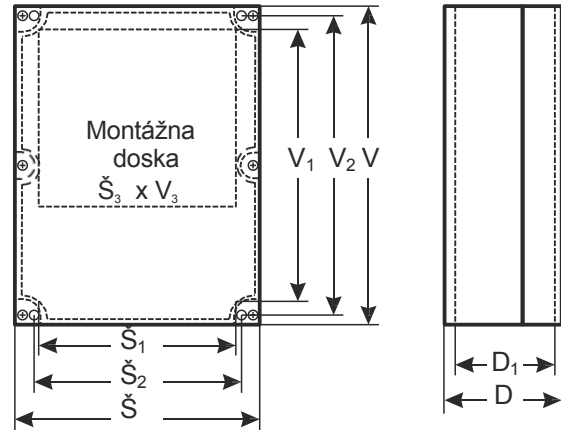 Montážna
doska
Š₃ x V₃
V₁ V₂ V
Š₁
Š₂
Š
D₁
D